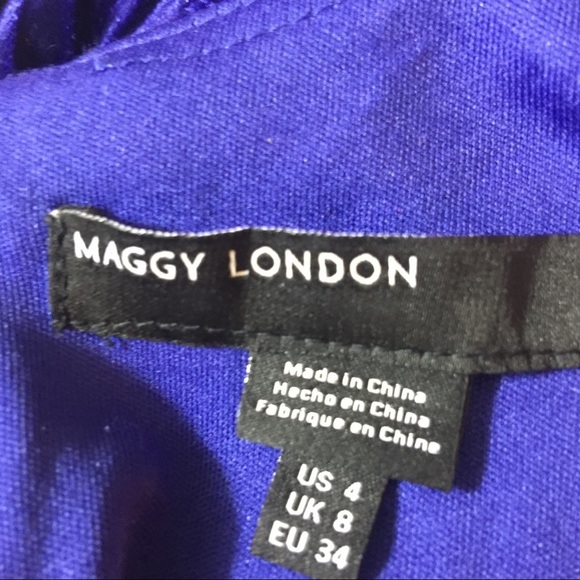 MAGGY LONDON
Made in China
Hecho en China
Fabrique en Chine
US 4
UK 8
EU 34